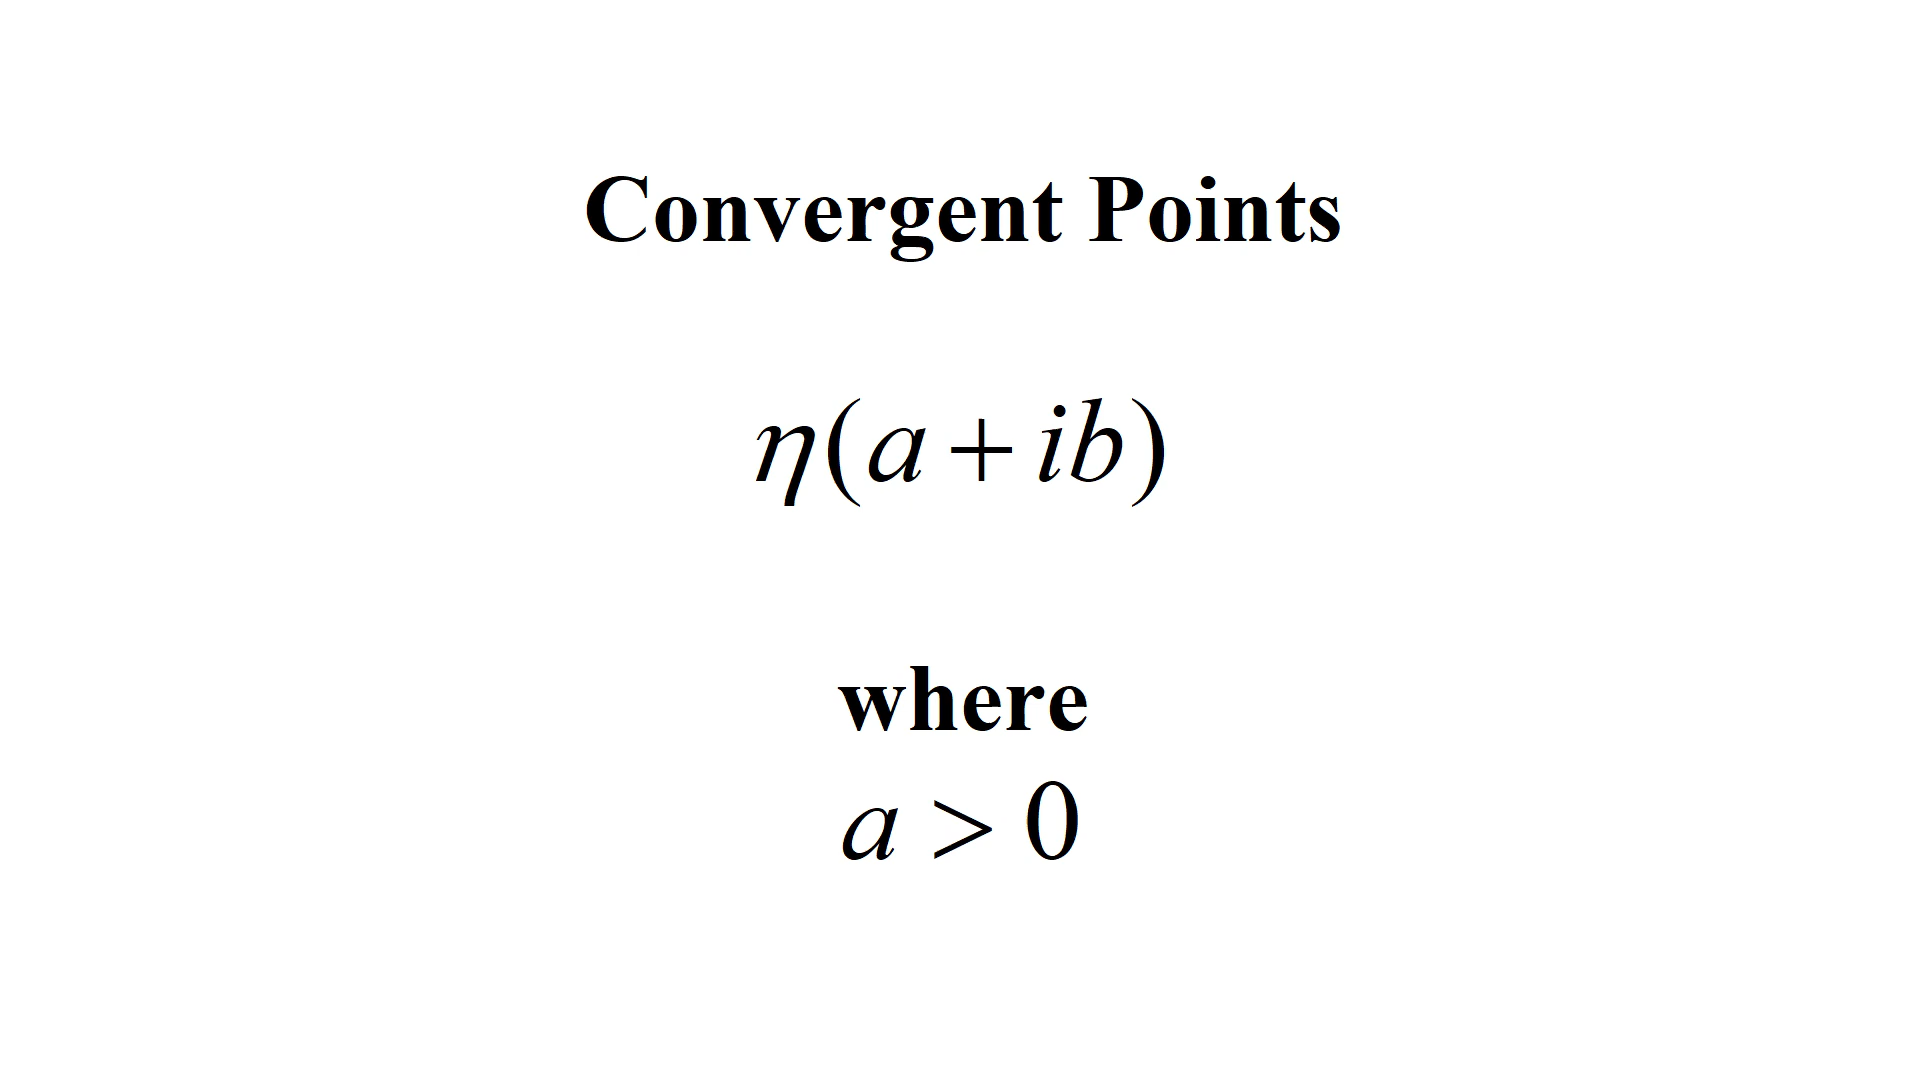 Convergent Points
η(a + ib)
where
a > 0